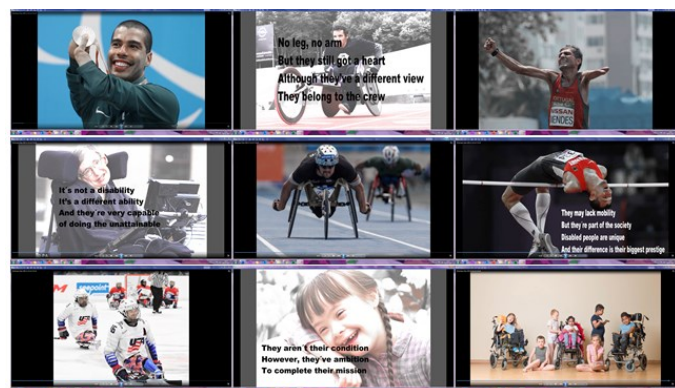 No leg, no arm
But they still got a heart
Although they've a different view
They belong to the crew
NISSAN
MENDES
It's not a disability
It's a different ability
And they're very capable
of doing the unattainable
They may lack mobility
But they re part of the society
Disabled people are unique
And their difference is their biggest prestige
USA
They aren't their condition
However, they've ambition
To complete their mission